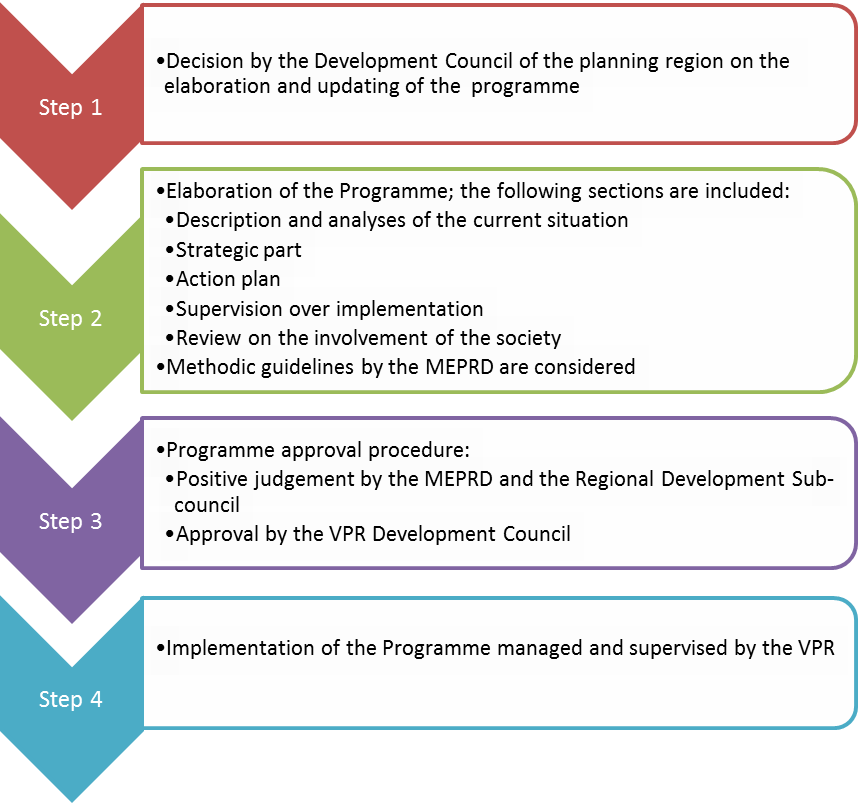 Step 1
•Decision by the Development Council of the planning region on the
elaboration and updating of the programme
Step 2
•Elaboration of the Programme; the following sections are included:
•Description and analyses of the current situation
•Strategic part
•Action plan
•Supervision over implementation
•Review on the involvement of the society
•Methodic guidelines by the MEPRD are considered
Step 3
•Programme approval procedure:
•Positive judgement by the MEPRD and the Regional Development Sub-
council
•Approval by the VPR Development Council
Step 4
•Implementation of the Programme managed and supervised by the VPR